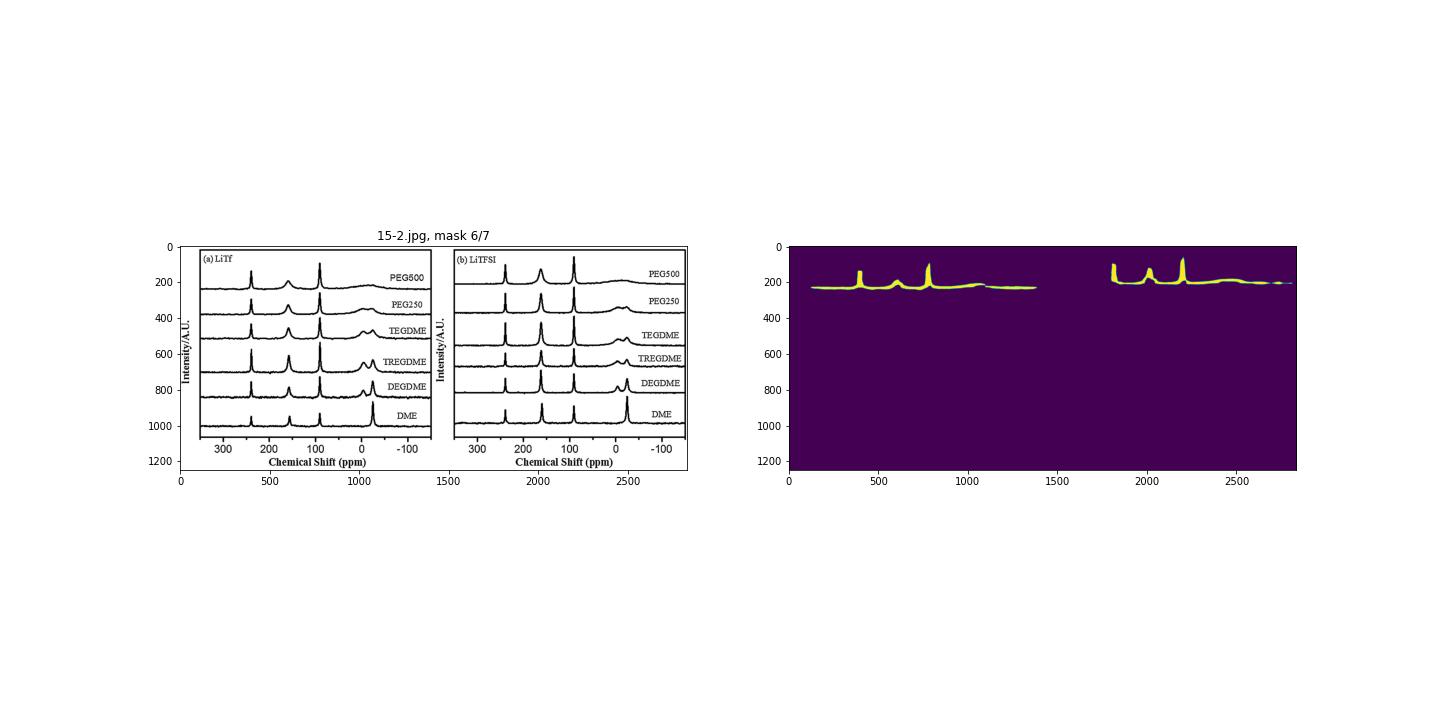 15-2.jpg, mask 6/7
0
200
400
600
800
1000
1200
0
500
1000
1500
2000
2500
(a) LiTf
PEG500
PEG250
TEGDME
TREGDME
DEGDME
DME
Intensity/A.U.
300
200
100
0
-100
Chemical Shift (ppm)
(b) LiTFSI
PEG500
PEG250
TEGDME
TREGDME
DEGDME
DME
Intensity/A.U.
300
200
100
0
-100
Chemical Shift (ppm)
0
200
400
600
800
1000
1200
0
500
1000
1500
2000
2500